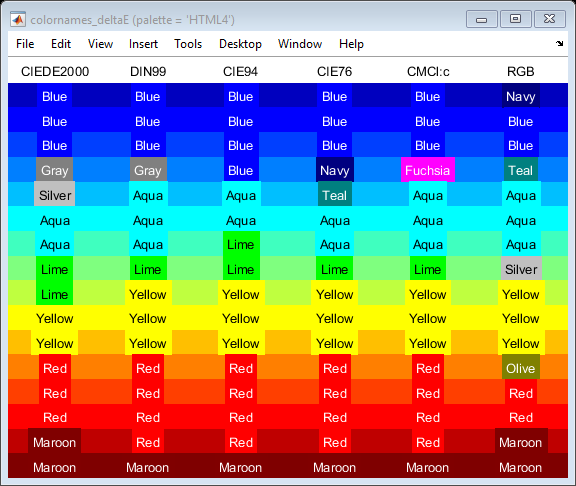 colornames_deltaE (palette = 'HTML4')
File Edit View Insert Tools Desktop Window Help
CIEDE2000 DIN99 CIE94 CIE76 CMCl:c RGB
Blue Blue Blue Blue Blue Navy
Blue Blue Blue Blue Blue Blue
Blue Blue Blue Blue Blue Blue
Gray Gray Blue Navy Fuchsia Teal
Silver Aqua Aqua Teal Aqua Aqua
Aqua Aqua Aqua Aqua Aqua Aqua
Aqua Aqua Lime Aqua Aqua Aqua
Lime Lime Lime Lime Lime Silver
Lime Yellow Yellow Yellow Yellow Yellow
Yellow Yellow Yellow Yellow Yellow Yellow
Yellow Yellow Yellow Yellow Yellow Yellow
Red Red Red Red Red Olive
Red Red Red Red Red Red
Red Red Red Red Red Red
Maroon Red Red Red Red Maroon
Maroon Maroon Maroon Maroon Maroon Maroon